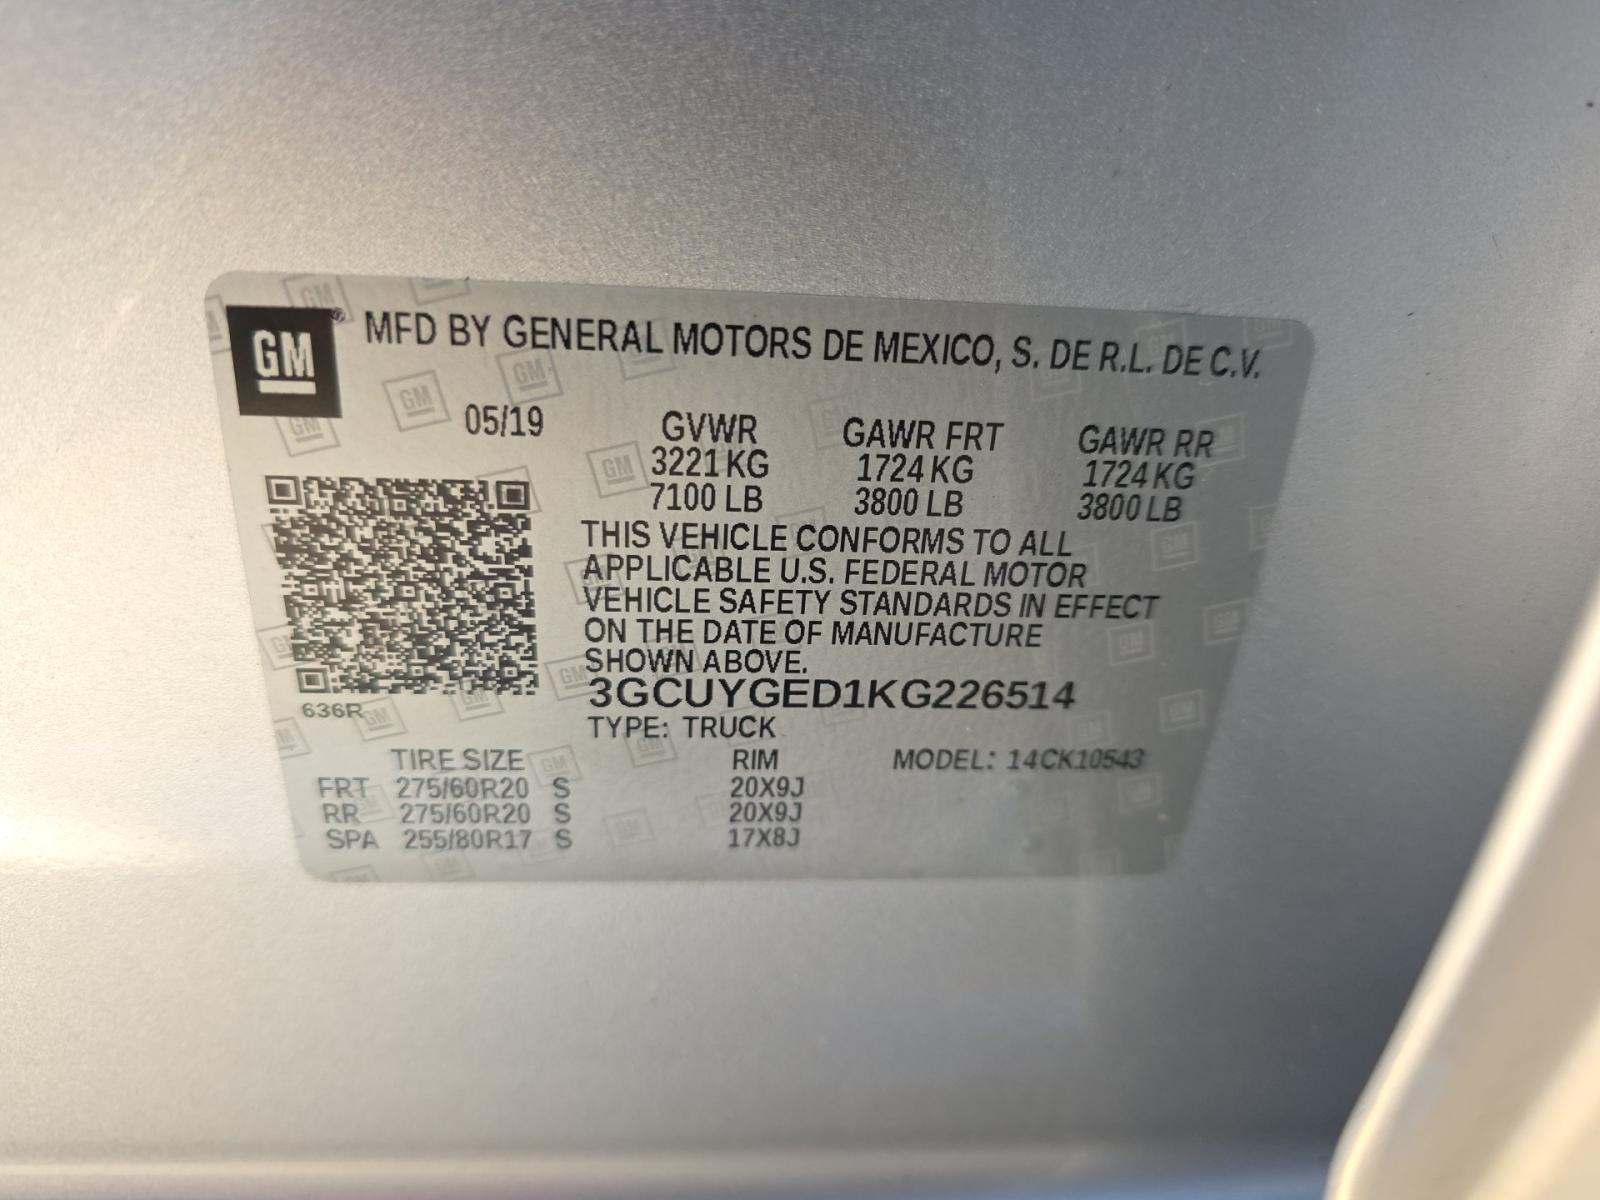 GM ® MFD BY GENERAL MOTORS DE MEXICO, S. DE R.L. DE C.V.
05/19 GVWR GAWR FRT GAWR RR
3221 KG 1724 KG 1724 KG
7100 LB 3800 LB 3800 LB
THIS VEHICLE CONFORMS TO ALL
APPLICABLE U.S. FEDERAL MOTOR
VEHICLE SAFETY STANDARDS IN EFFECT
ON THE DATE OF MANUFACTURE
SHOWN ABOVE.
3GCUYGED1KG226514
636R
TYPE: TRUCK
TIRE SIZE RIM MODEL: 14CK10543
FRT 275/60R20 S 20X9J
RR 275/60R20 S 20X9J
SPA 255/80R17 S 17X8J